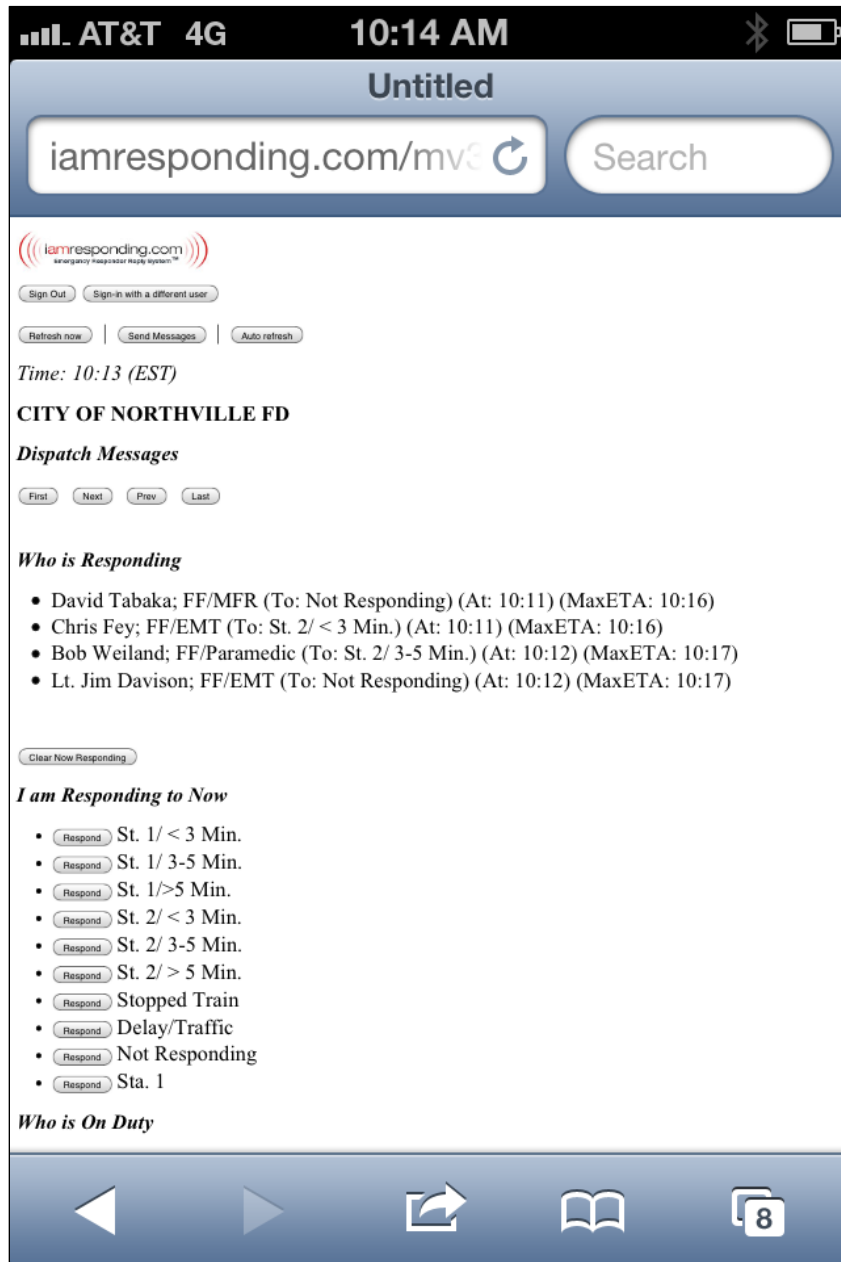 AT&T 4G 10:14 AM
Untitled
iamresponding.com/mv3 Search
iamresponding.com
Emergency Responder Reply System™
Sign Out Sign-in with a different user
Refresh now | Send Messages | Auto refresh
Time: 10:13 (EST)
CITY OF NORTHVILLE FD
Dispatch Messages
First Next Prev Last
Who is Responding
• David Tabaka; FF/MFR (To: Not Responding) (At: 10:11) (MaxETA: 10:16)
• Chris Fey; FF/EMT (To: St. 2/ < 3 Min.) (At: 10:11) (MaxETA: 10:16)
• Bob Weiland; FF/Paramedic (To: St. 2/ 3-5 Min.) (At: 10:12) (MaxETA: 10:17)
• Lt. Jim Davison; FF/EMT (To: Not Responding) (At: 10:12) (MaxETA: 10:17)
Clear Now Responding
I am Responding to Now
• Respond St. 1/ < 3 Min.
• Respond St. 1/ 3-5 Min.
• Respond St. 1/>5 Min.
• Respond St. 2/ < 3 Min.
• Respond St. 2/ 3-5 Min.
• Respond St. 2/ > 5 Min.
• Respond Stopped Train
• Respond Delay/Traffic
• Respond Not Responding
• Respond Sta. 1
Who is On Duty
8